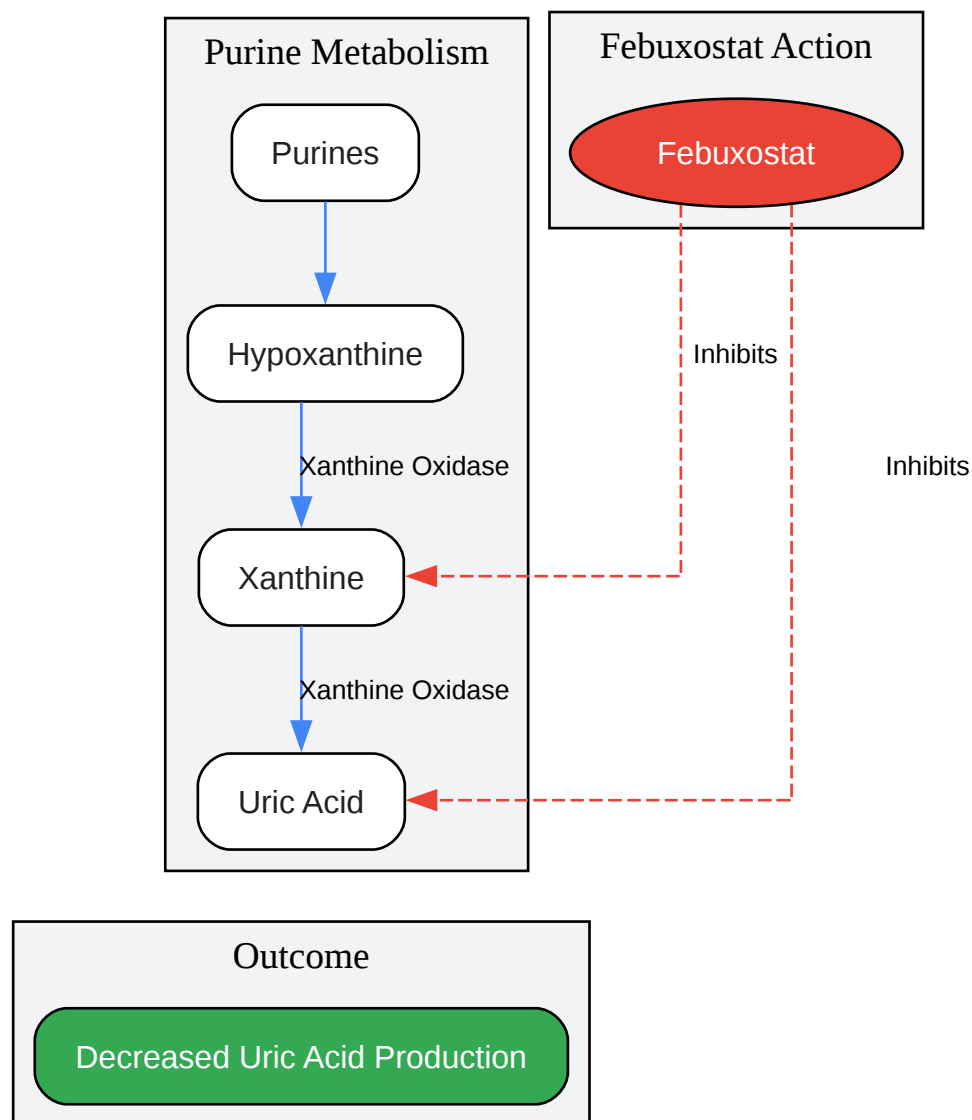 Purine Metabolism
Purines
Hypoxanthine
Xanthine Oxidase
Xanthine
Xanthine Oxidase
Uric Acid
Febuxostat Action
Febuxostat
Inhibits
Inhibits
Outcome
Decreased Uric Acid Production